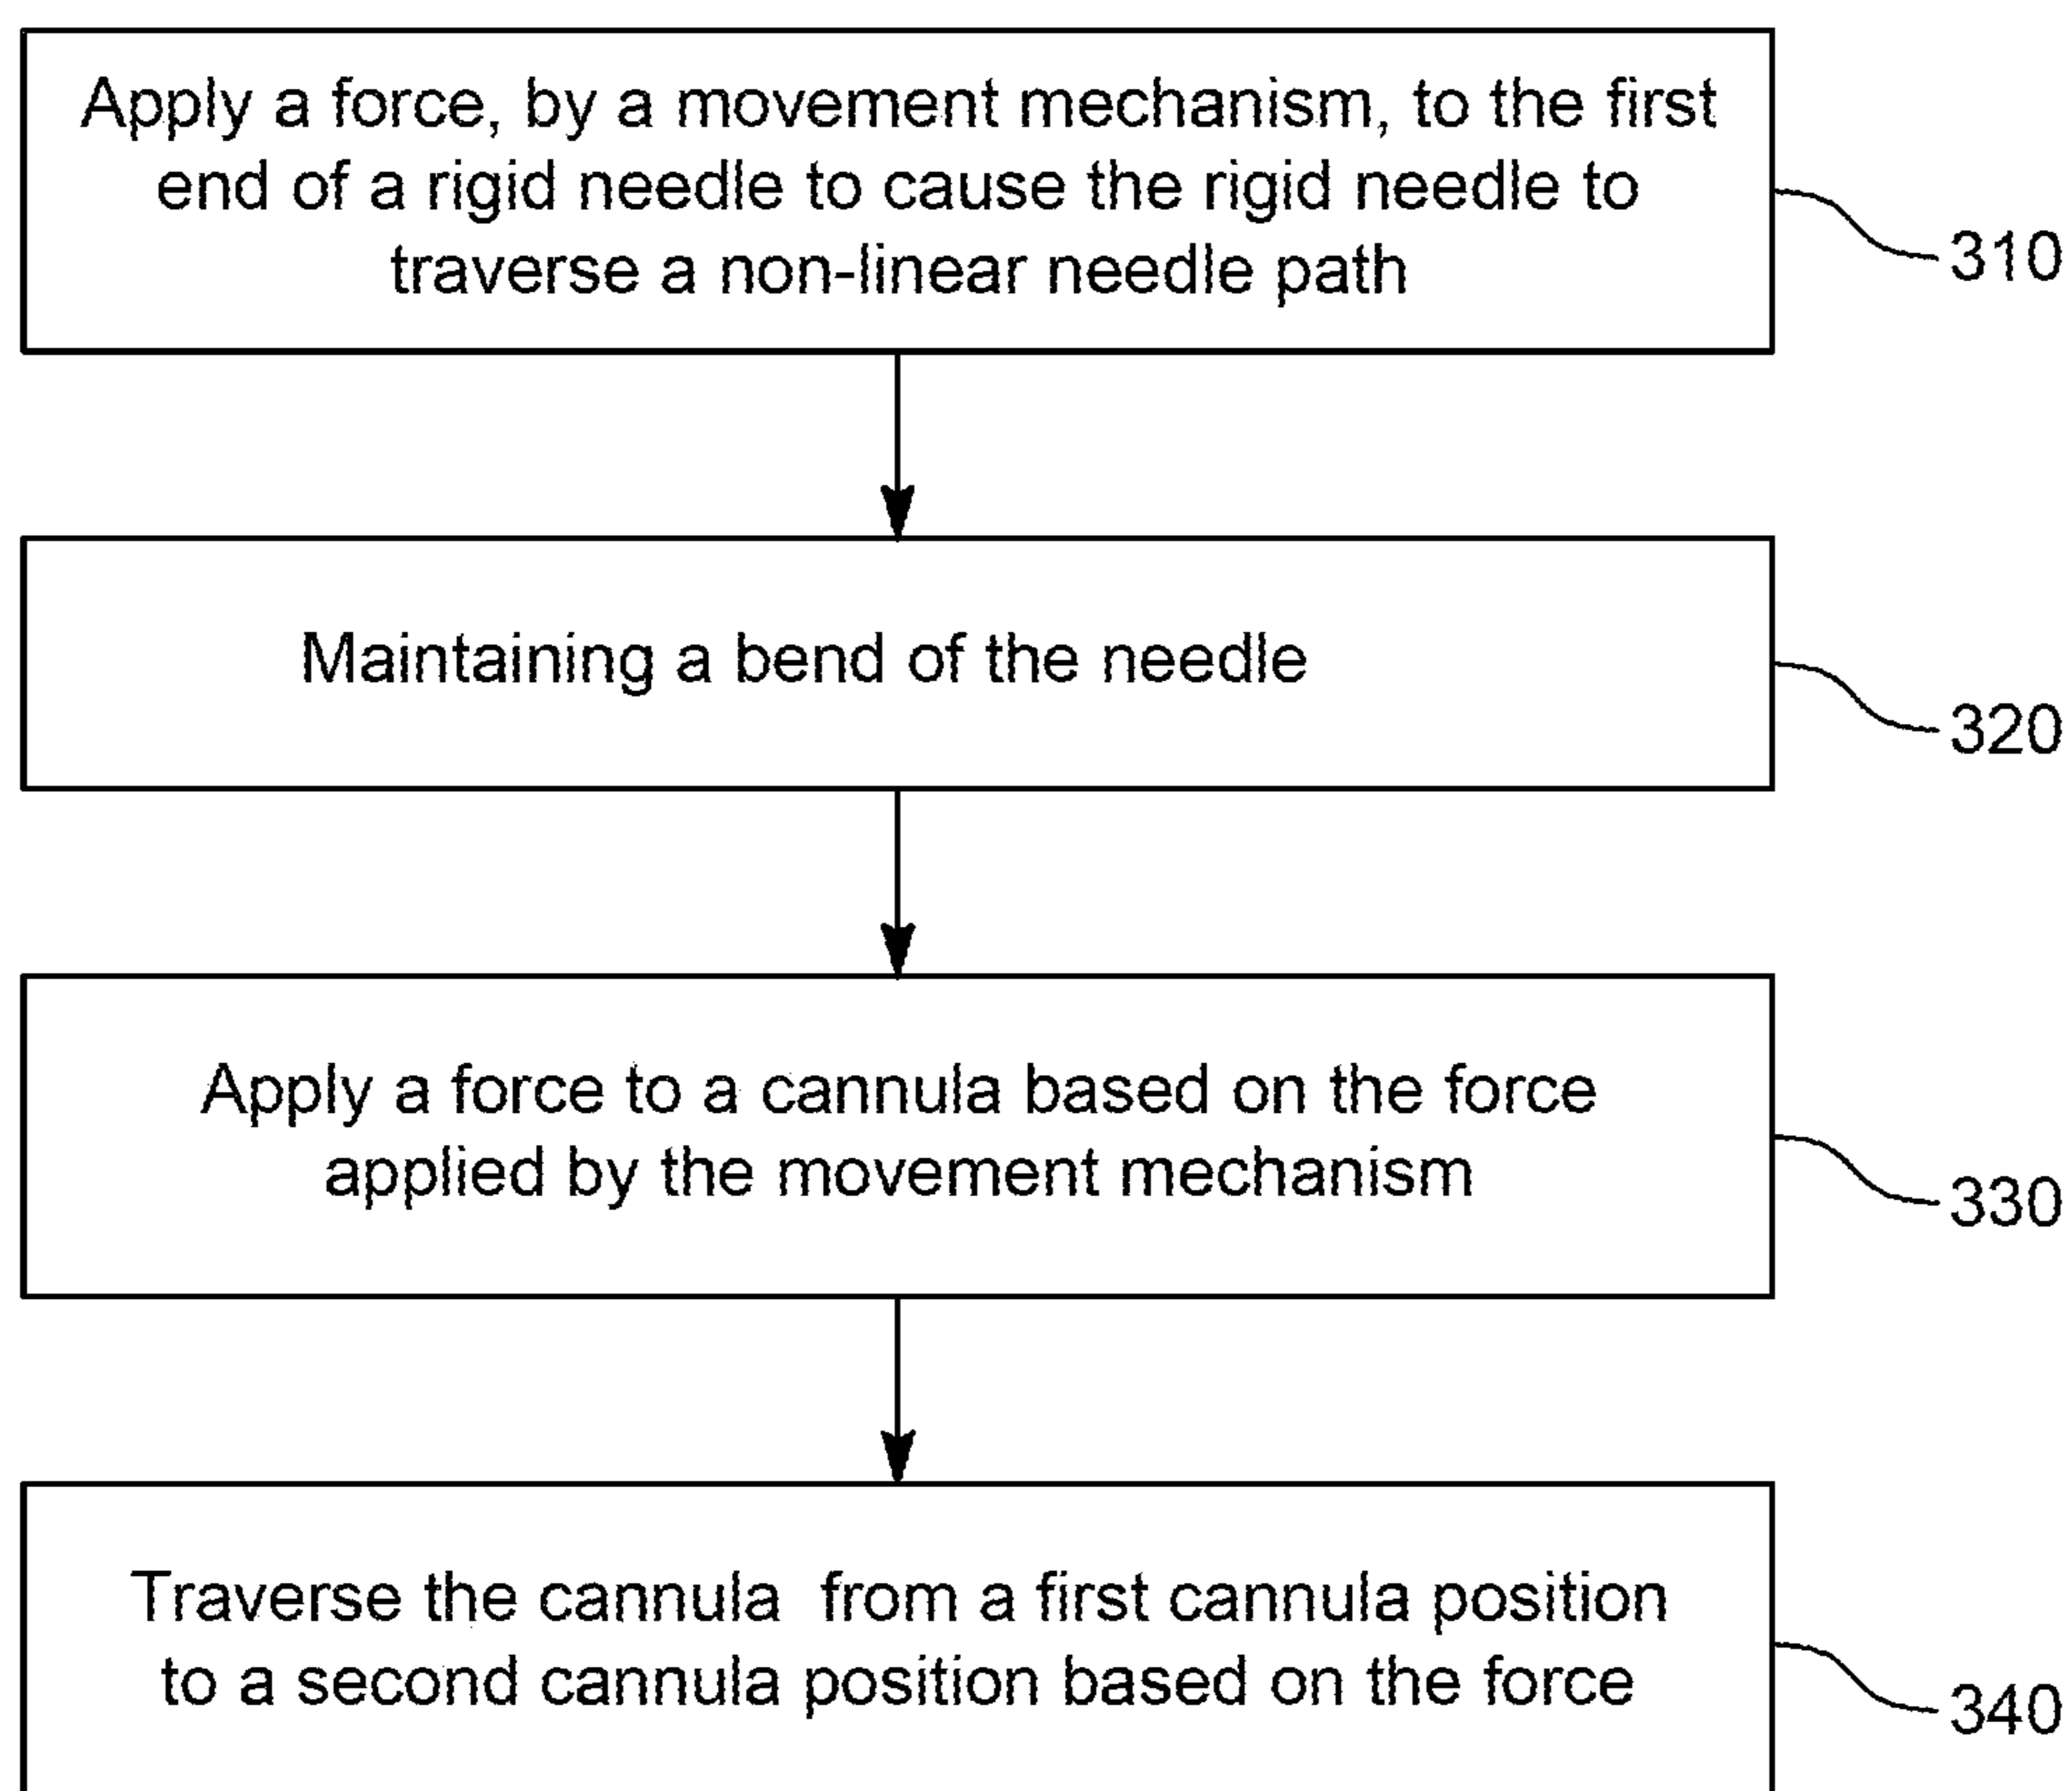 Apply a force, by a movement mechanism, to the first
end of a rigid needle to cause the rigid needle to
traverse a non-linear needle path
310
Maintaining a bend of the needle
320
Apply a force to a cannula based on the force
applied by the movement mechanism
330
Traverse the cannula from a first cannula position
to a second cannula position based on the force
340